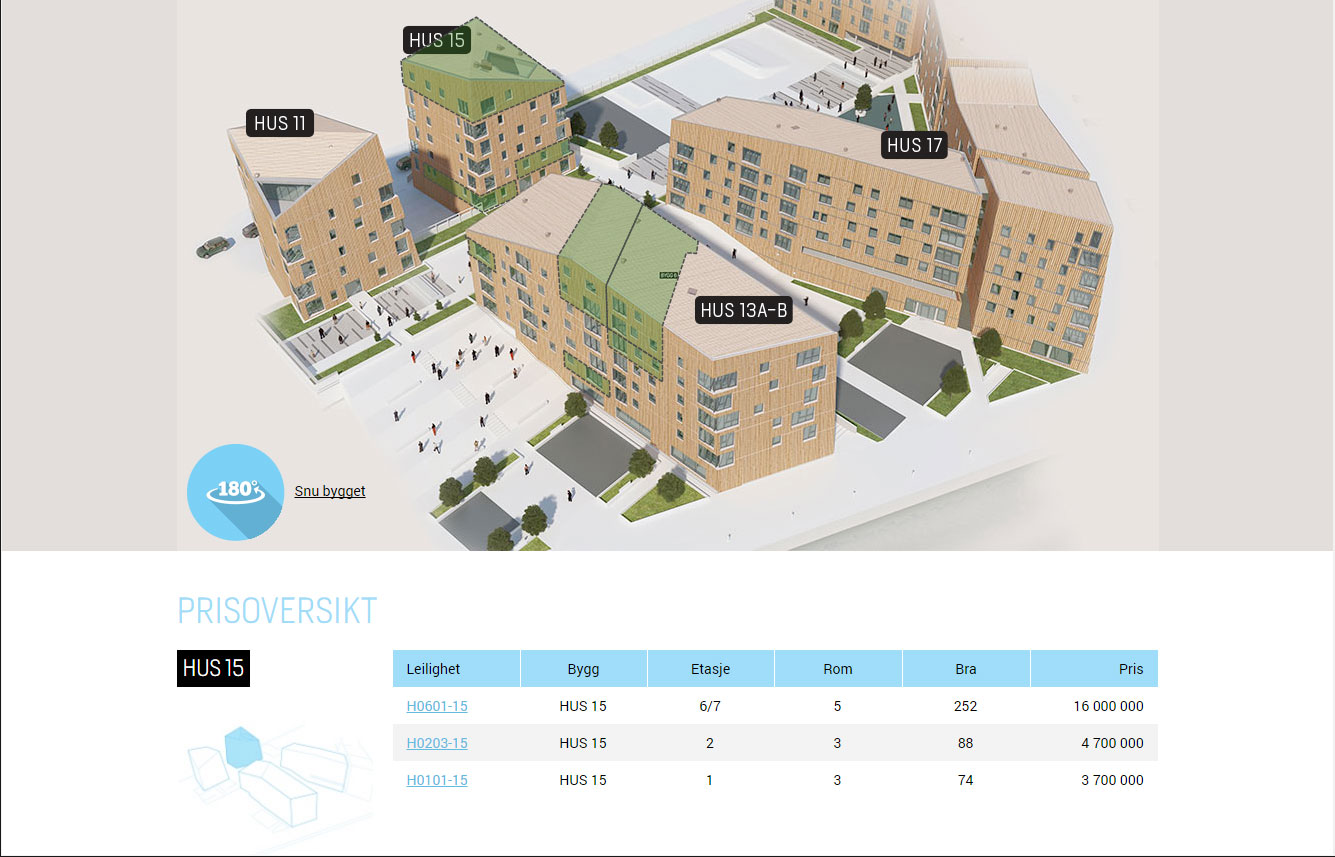 HUS 15
HUS 11
HUS 17
HUS 13A-B
180°
Snu bygget
PRISOVERSIKT
HUS 15
Leilighet Bygg Etasje Rom Bra Pris
H0601-15 HUS 15 6/7 5 252 16 000 000
H0203-15 HUS 15 2 3 88 4 700 000
H0101-15 HUS 15 1 3 74 3 700 000